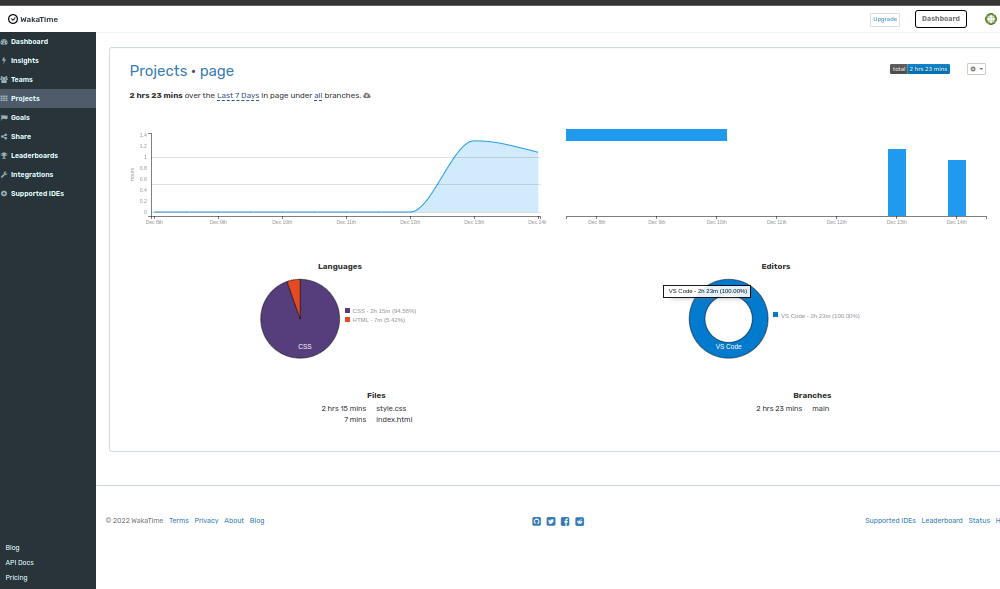 WakaTime
Upgrade
Dashboard
Dashboard
Insights
Teams
Projects
Goals
Share
Leaderboards
Integrations
Supported IDEs
Projects • page
total 2 hrs 23 mins
2 hrs 23 mins over the Last 7 Days in page under all branches.
hours
1.4
1.2
1
0.8
0.6
0.4
0.2
0
Dec 8th Dec 9th Dec 10th Dec 11th Dec 12th Dec 13th Dec 14t
Dec 8th Dec 9th Dec 10th Dec 11th Dec 12th Dec 13th Dec 14th
Languages
CSS - 2h 15m (94.58%)
HTML - 7m (5.42%)
CSS
Editors
VS Code - 2h 23m (100.00%)
VS Code - 2h 23m (100.00%)
VS Code
Files
2 hrs 15 mins style.css
7 mins index.html
Branches
2 hrs 23 mins main
© 2022 WakaTime Terms Privacy About Blog
Supported IDEs Leaderboard Status H
Blog
API Docs
Pricing